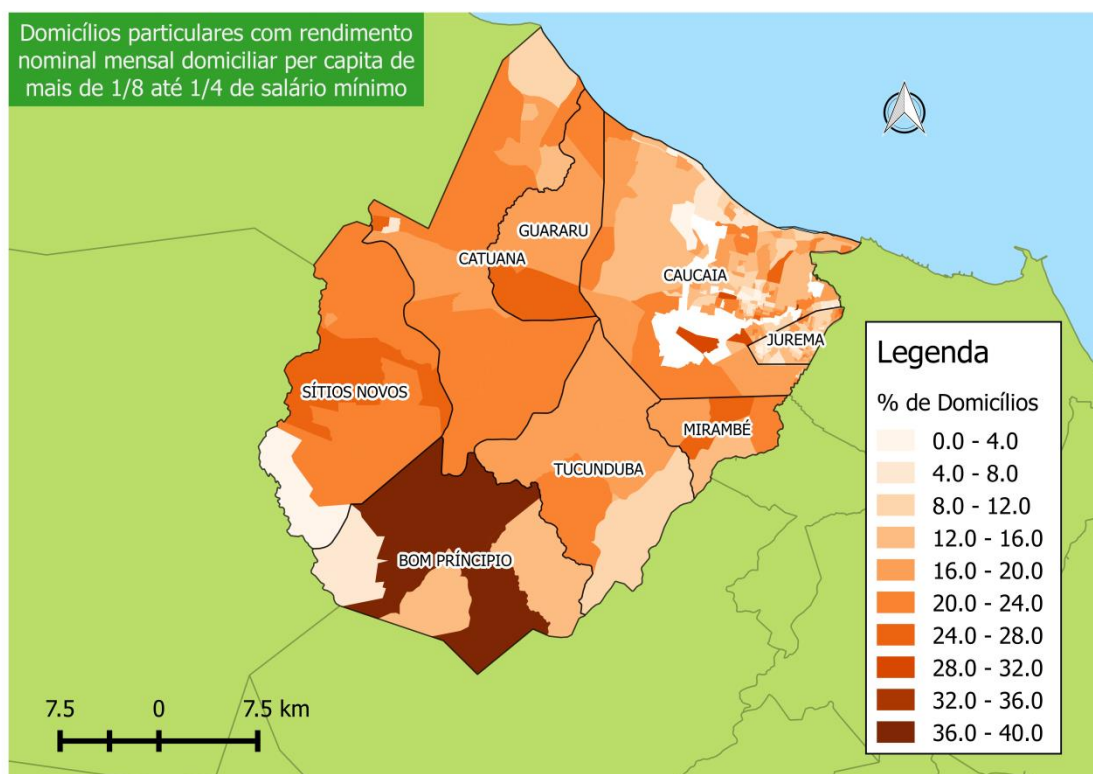 Domicílios particulares com rendimento
nominal mensal domiciliar per capita de
mais de 1/8 até 1/4 de salário mínimo
GUARARU
CATUANA
CAUCAIA
JUREMA
SÍTIOS NOVOS
MIRAMBÉ
TUCUNDUBA
BOM PRÍNCIPIO
Legenda
% de Domicílios
0.0 - 4.0
4.0 - 8.0
8.0 - 12.0
12.0 - 16.0
16.0 - 20.0
20.0 - 24.0
24.0 - 28.0
28.0 - 32.0
32.0 - 36.0
36.0 - 40.0
7.5 0 7.5 km